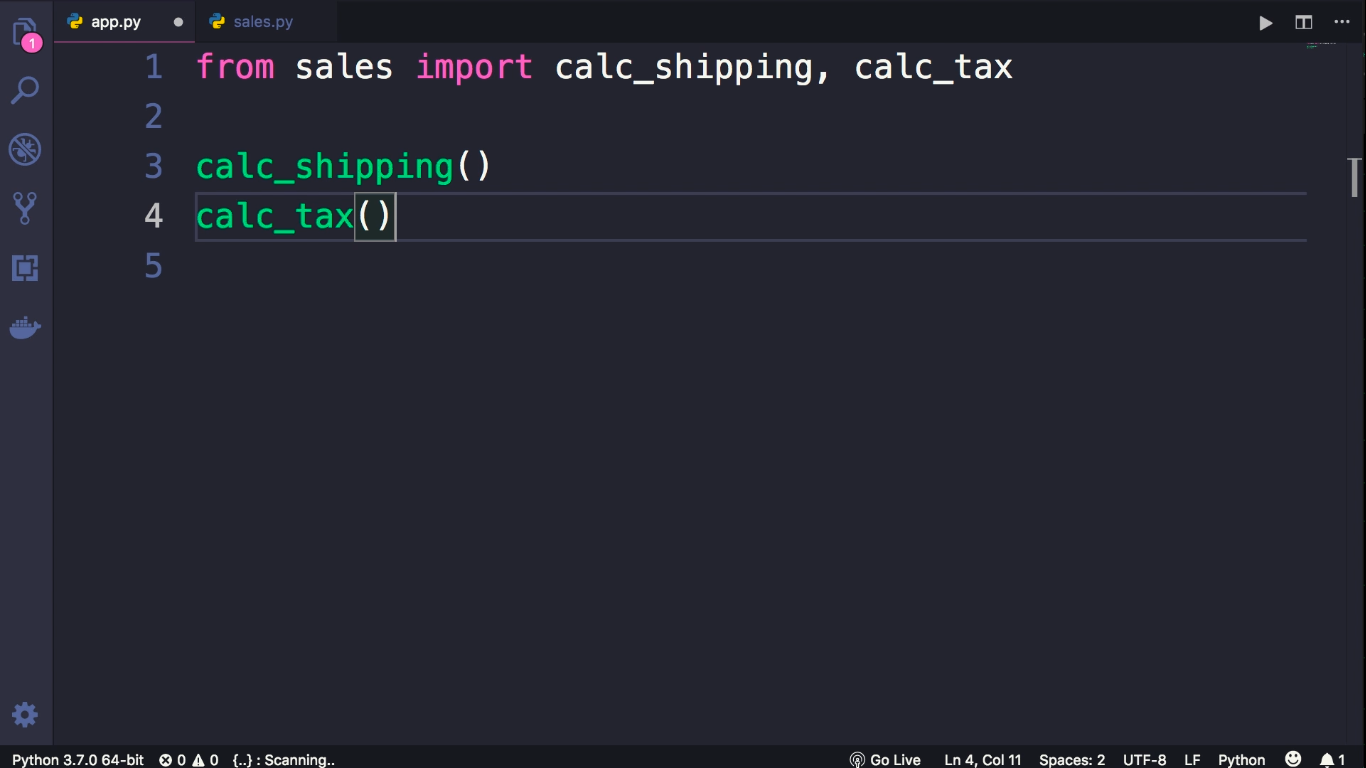 app.py sales.py
1
1 from sales import calc_shipping, calc_tax
2
3 calc_shipping()
4 calc_tax()
5
Python 3.7.0 64-bit 0 0 {..} : Scanning.. Go Live Ln 4, Col 11 Spaces: 2 UTF-8 LF Python 1